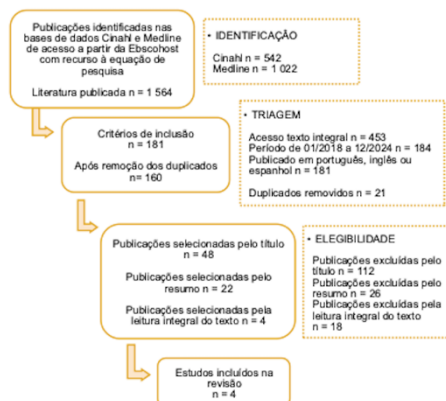 Publicações identificadas nas
bases de dados Cinahl e Medline
de acesso a partir da Ebscohost
com recurso à equação de
pesquisa
Literatura publicada n = 1 564
• IDENTIFICAÇÃO
Cinahl n = 542
Medline n = 1 022
Critérios de inclusão
n = 181
Após remoção dos duplicados
n= 160
• TRIAGEM
Acesso texto integral n = 453
Período de 01/2018 a 12/2024 n = 184
Publicado em português, inglês ou
espanhol n = 181
Duplicados removidos n = 21
Publicações selecionadas pelo título
n = 48
Publicações selecionadas pelo
resumo n = 22
Publicações selecionadas pela
leitura integral do texto n = 4
• ELEGIBILIDADE
Publicações excluídas pelo
título n = 112
Publicações excluídas pelo
resumo n = 26
Publicações excluídas pela
leitura integral do texto
n = 18
Estudos incluídos na
revisão
n = 4